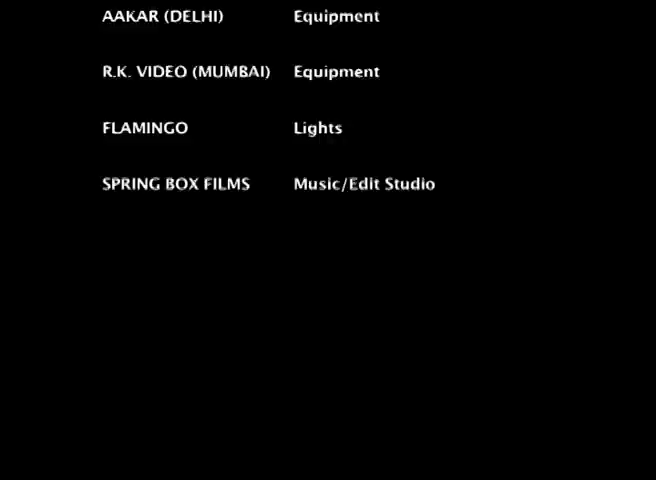 AAKAR (DELHI) Equipment
R.K. VIDEO (MUMBAI) Equipment
FLAMINGO Lights
SPRING BOX FILMS Music/Edit Studio